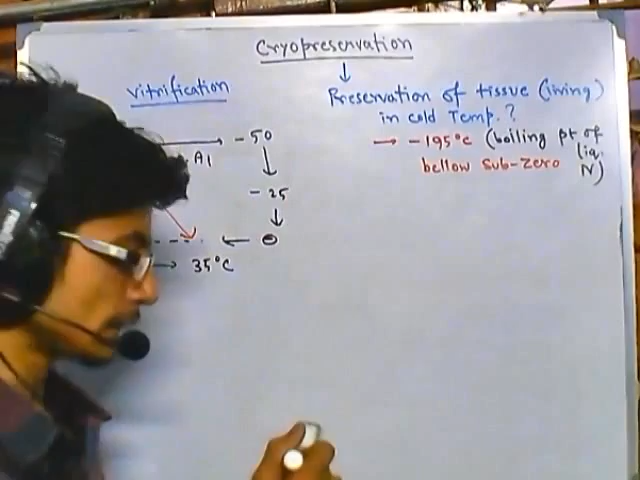 Cryopreservation
Vitrification
Preservation of tissue (living)
in cold Temp.?
→ -195°C (boiling pt of
liq.
N)
bellow Sub-Zero
→ -50
A1
- 25
← 0
→ 35°C